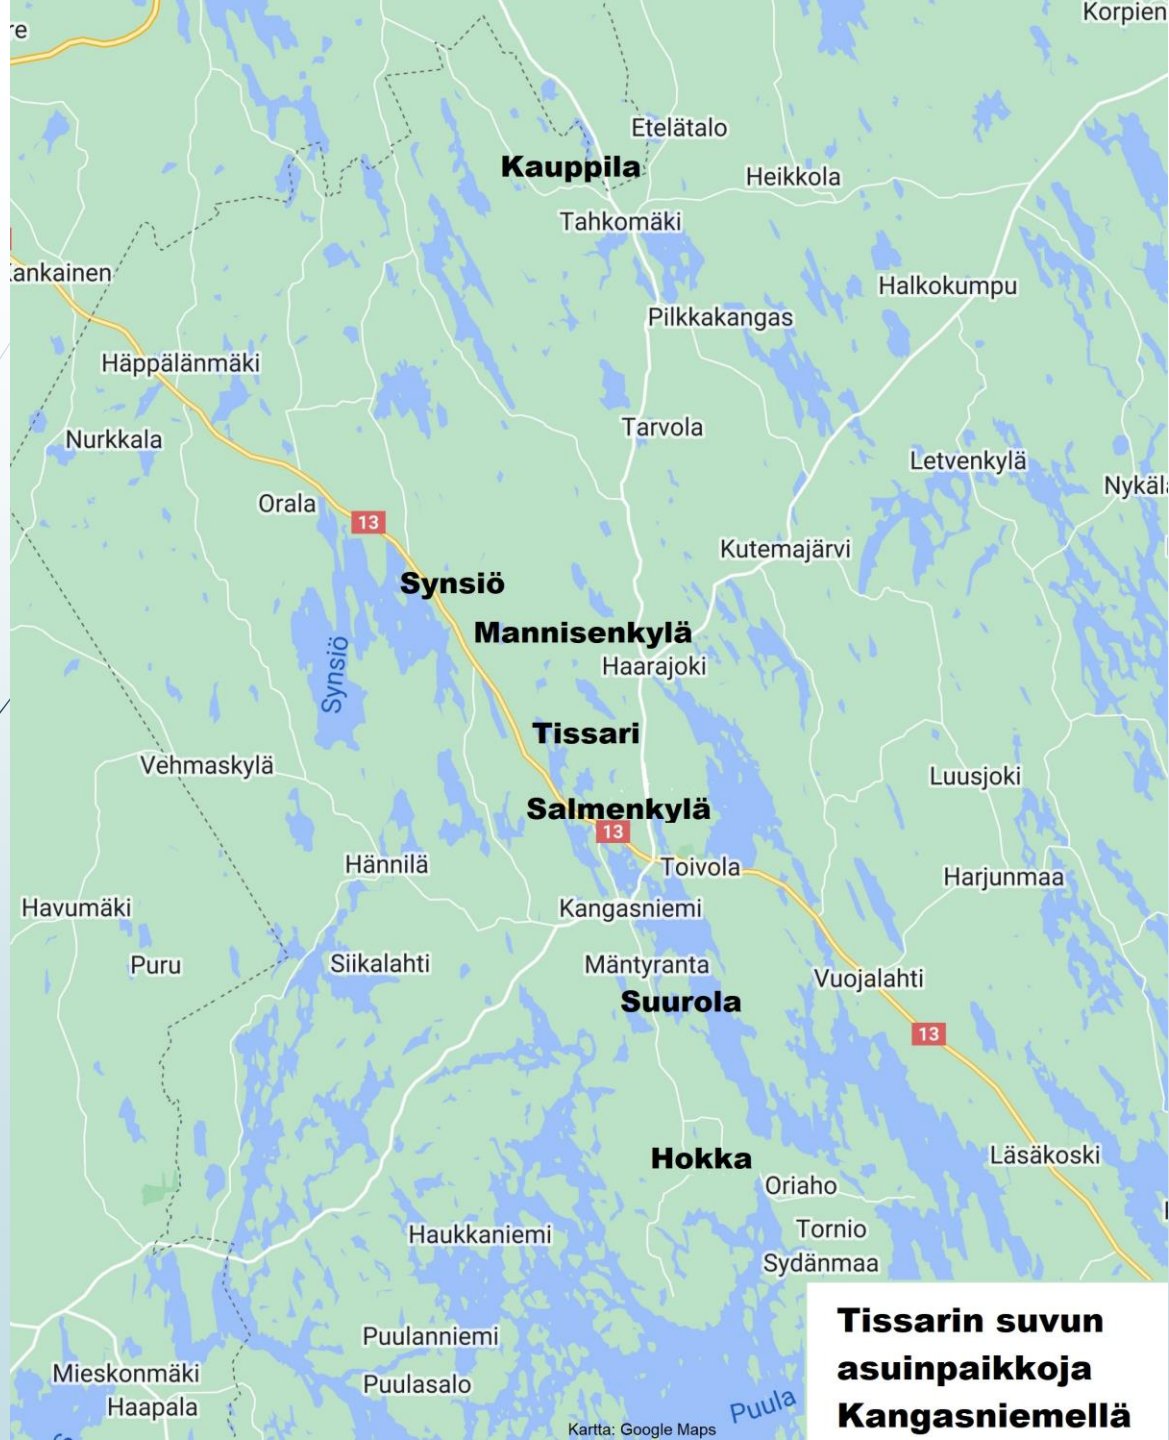 Korpien
re
Etelätalo
Kauppila
Heikkola
Tahkomäki
Kankainen
Halkokumpu
Pilkkakangas
Häppälänmäki
Tarvola
Nurkkala
Letvenkylä
Nykälä
Orala
13
Kutemajärvi
Synsiö
Mannisenkylä
Haarajoki
Synsiö
Tissari
Vehmaskylä
Luusjoki
Salmenkylä
13
Hännilä
Toivola
Harjunmaa
Havumäki
Kangasniemi
Puru
Siikalahti
Mäntyranta
Vuojalahti
Suurola
13
Hokka
Läsäkoski
Oriaho
Haukkaniemi
Tornio
Sydänmaa
Puulanniemi
Mieskonmäki
Puulasalo
Haapala
Puula
Kartta: Google Maps
Tissarin suvun
asuinpaikkoja
Kangasniemellä